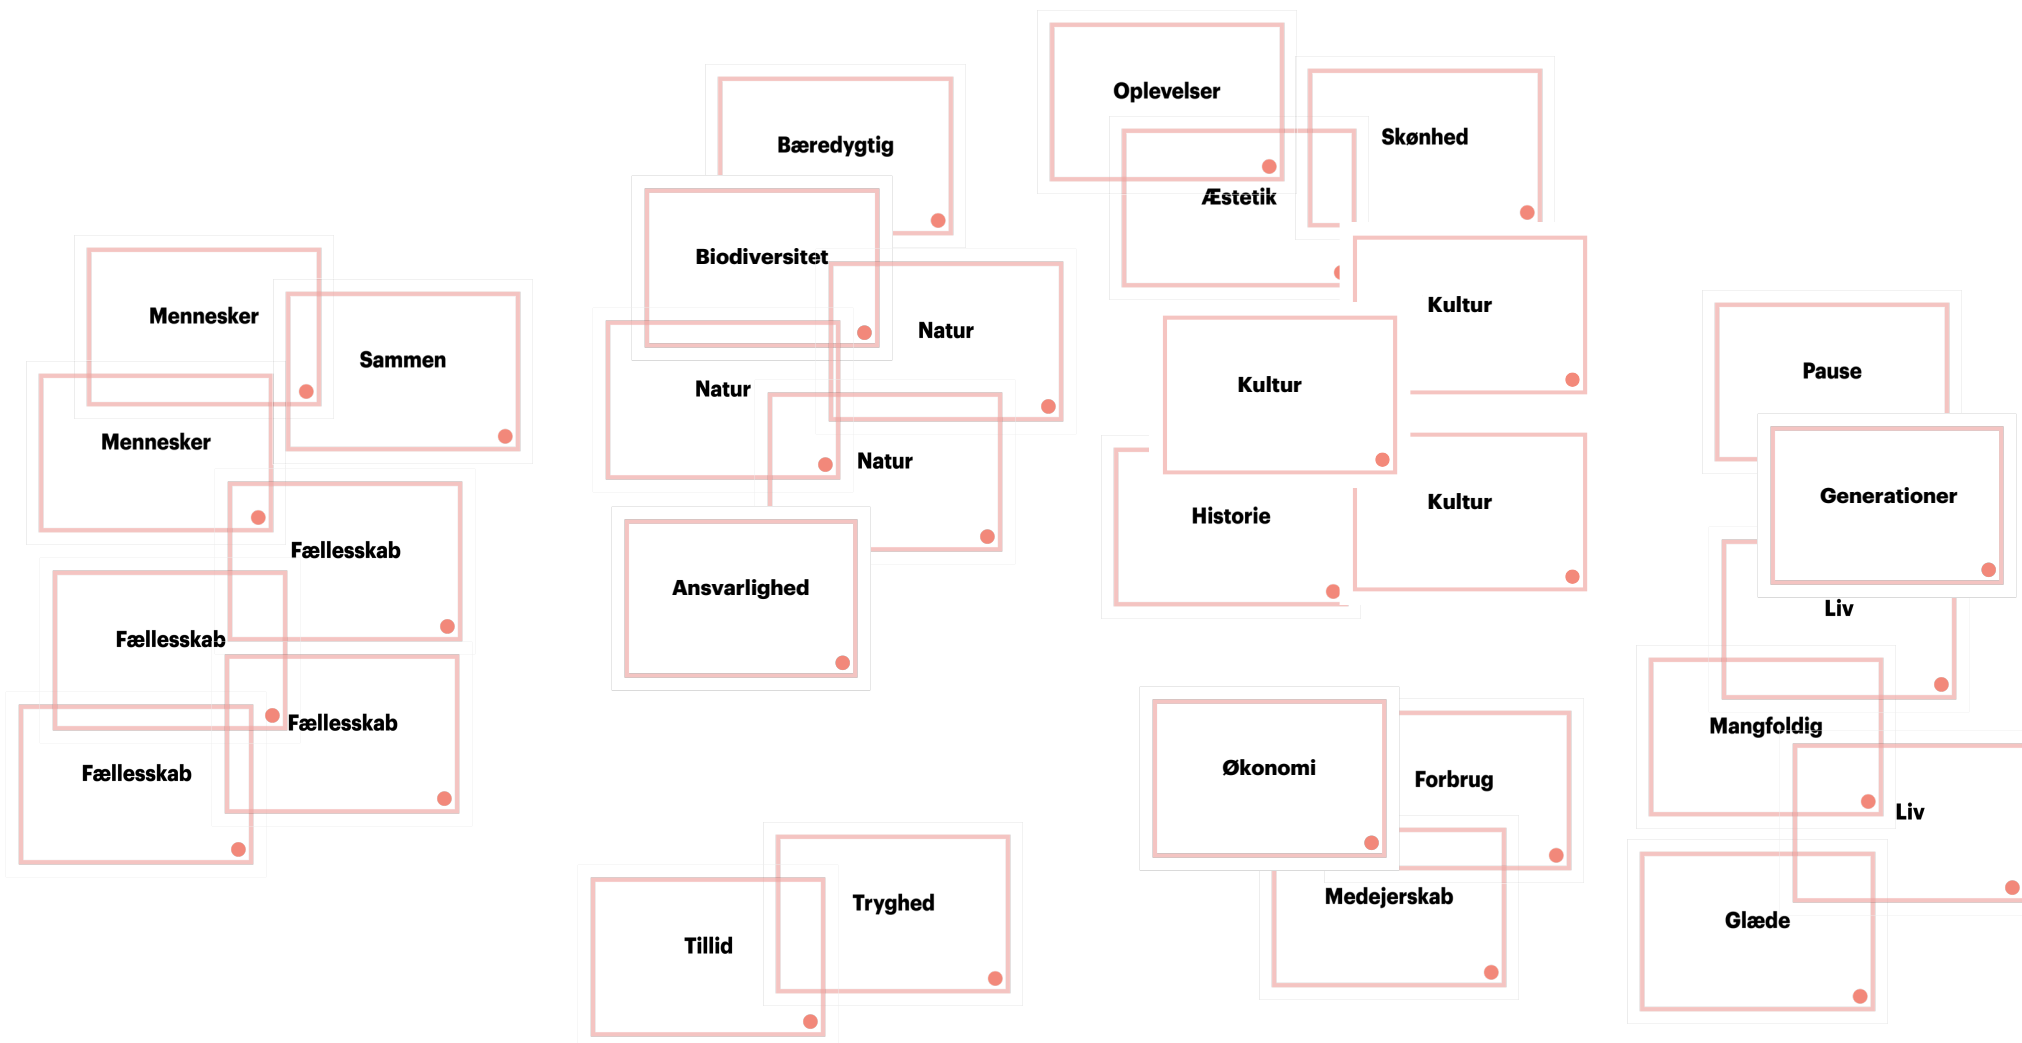 Mennesker
Sammen
Mennesker
Fællesskab
Fællesskab
Fællesskab
Fællesskab
Bæredygtig
Biodiversitet
Natur
Natur
Natur
Ansvarlighed
Tryghed
Tillid
Oplevelser
Skønhed
Æstetik
Kultur
Kultur
Kultur
Historie
Økonomi
Forbrug
Medejerskab
Pause
Generationer
Liv
Mangfoldig
Liv
Glæde